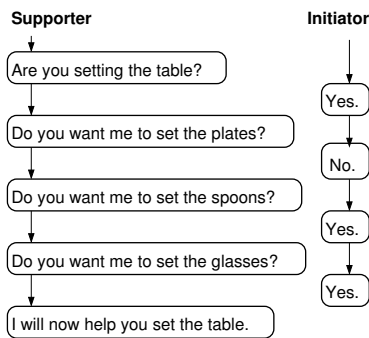 Supporter
Initiator
Are you setting the table?
Yes.
Do you want me to set the plates?
No.
Do you want me to set the spoons?
Yes.
Do you want me to set the glasses?
Yes.
I will now help you set the table.